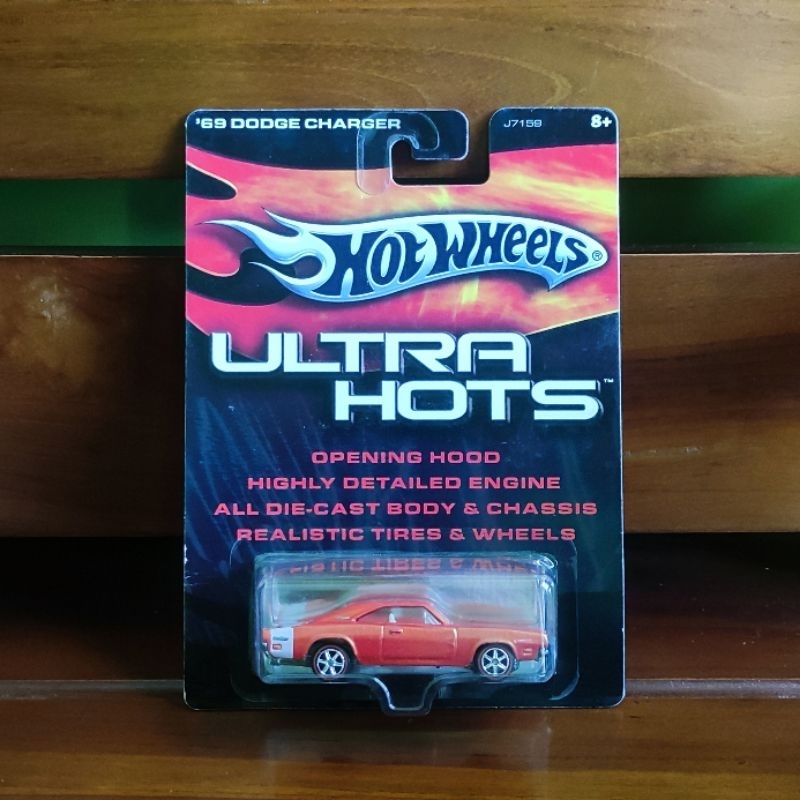 '69 DODGE CHARGER
J7159
8+
HOT WHEELS®
ULTRA
HOTS™
OPENING HOOD
HIGHLY DETAILED ENGINE
ALL DIE-CAST BODY & CHASSIS
REALISTIC TIRES & WHEELS